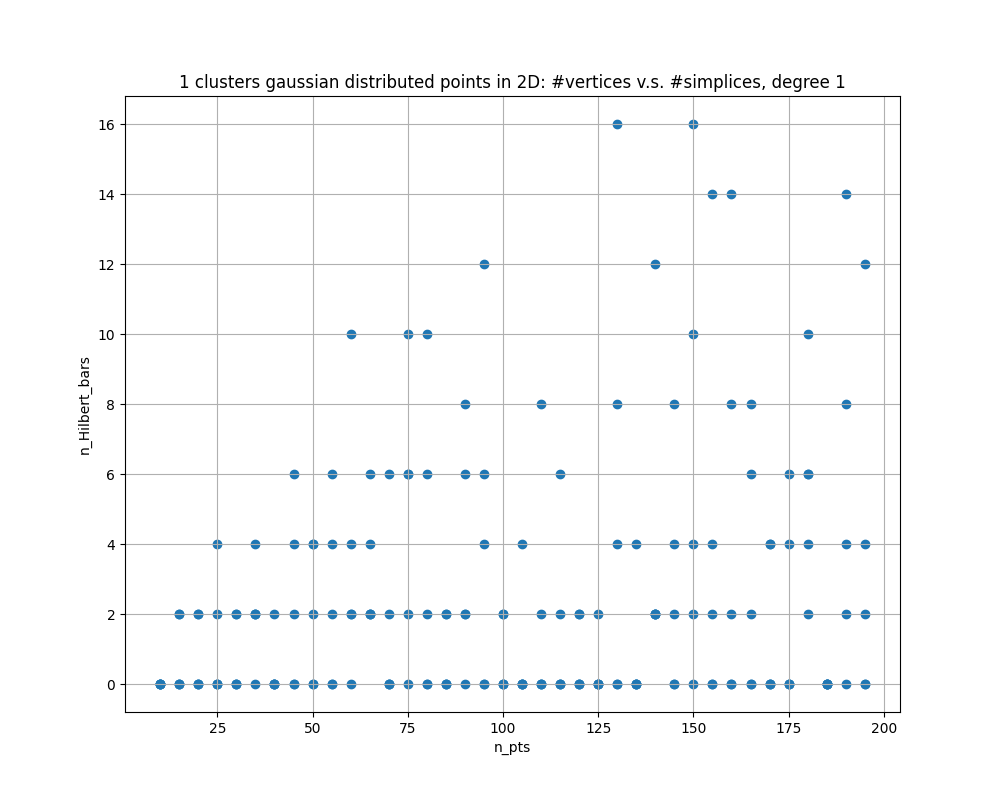 1 clusters gaussian distributed points in 2D: #vertices v.s. #simplices, degree 1
16
14
12
10
8
6
4
2
0
n_Hilbert_bars
25 50 75 100 125 150 175 200
n_pts